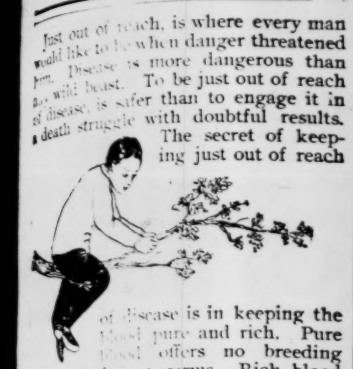 Just out of reach, is where every man
would like to be when danger threatened
him. Disease is more dangerous than
any wild beast. To be just out of reach
of disease, is safer than to engage it in
a death struggle with doubtful results.
The secret of keep-
ing just out of reach
of disease is in keeping the
blood pure and rich. Pure
blood offers no breeding
Rich blood